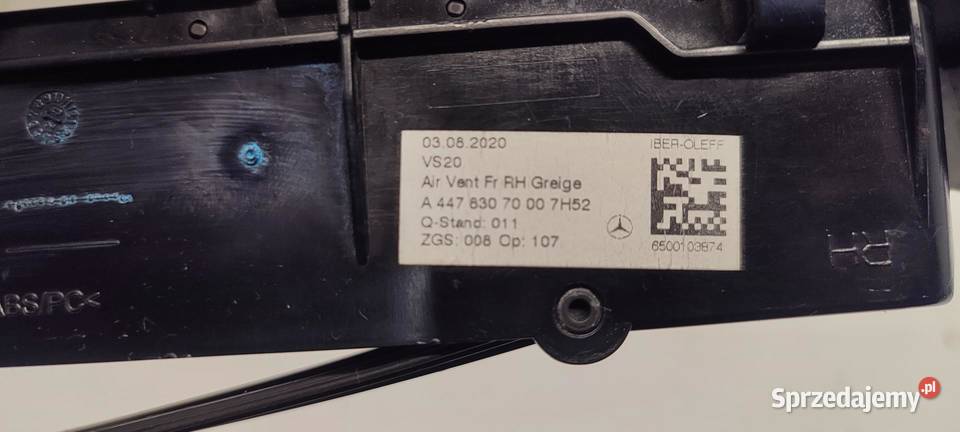 03.08.2020
VS20
Air Vent Fr RH Greige
A 447 830 70 00 7H52
Q-Stand: 011
ZGS: 008 Op: 107
IBER-OLEFF
6500103874
ABS/PC<
Sprzedajemy.pl